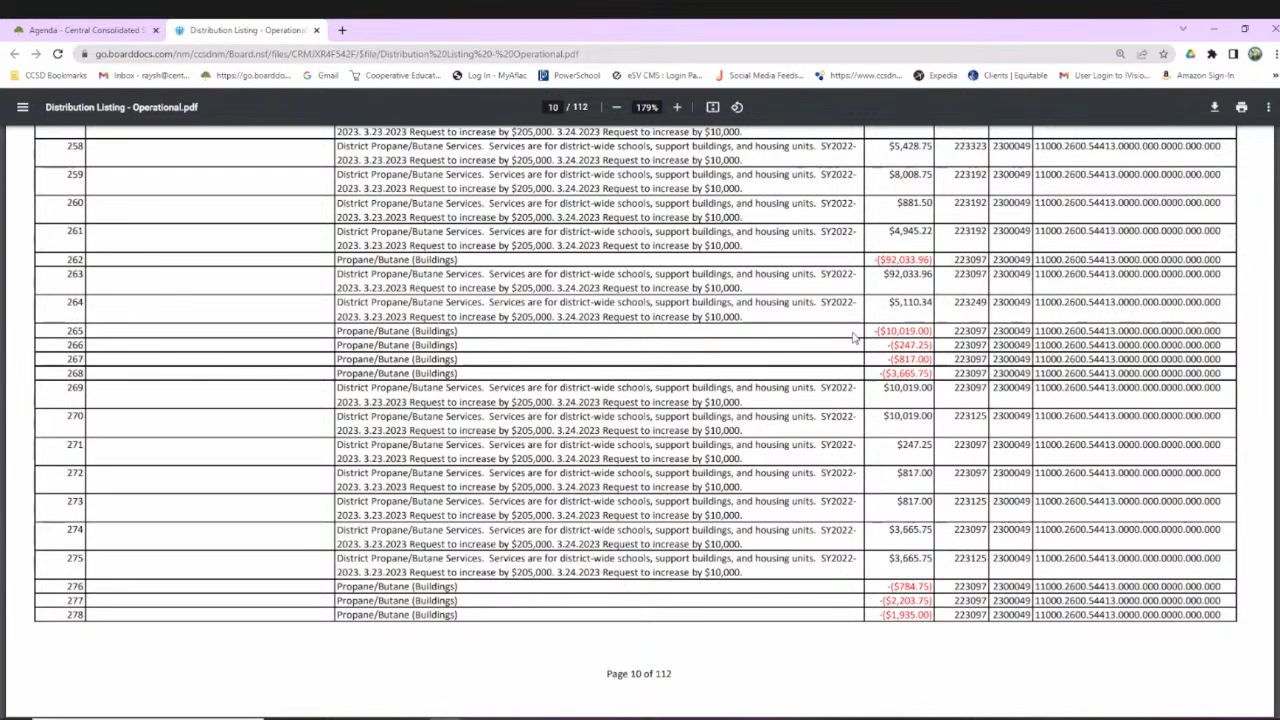 Agenda - Central Consolidated S
Distribution Listing - Operationa
go.boarddocs.com/nm/ccsdnm/Board.nsf/files/CRMJXR4F542F/$file/Distribution%20Listing%20-%20Operational.pdf
CCSD Bookmarks Inbox - raysh@cent... https://go.boarddo... Gmail Cooperative Educat... Log In - MyAflac PowerSchool eSV CMS : Login Pa... Social Media Feeds... https://www.ccsdn... Expedia Clients | Equitable User Login to IVisio... Amazon Sign-In
Distribution Listing - Operational.pdf 10 / 112 179%
2023. 3.23.2023 Request to increase by $205,000. 3.24.2023 Request to increase by $10,000.
258 District Propane/Butane Services. Services are for district-wide schools, support buildings, and housing units. SY2022- $5,428.75 223323 2300049 11000.2600.54413.0000.000.0000.000.000
2023. 3.23.2023 Request to increase by $205,000. 3.24.2023 Request to increase by $10,000.
259 District Propane/Butane Services. Services are for district-wide schools, support buildings, and housing units. SY2022- $8,008.75 223192 2300049 11000.2600.54413.0000.000.0000.000.000
2023. 3.23.2023 Request to increase by $205,000. 3.24.2023 Request to increase by $10,000.
260 District Propane/Butane Services. Services are for district-wide schools, support buildings, and housing units. SY2022- $881.50 223192 2300049 11000.2600.54413.0000.000.0000.000.000
2023. 3.23.2023 Request to increase by $205,000. 3.24.2023 Request to increase by $10,000.
261 District Propane/Butane Services. Services are for district-wide schools, support buildings, and housing units. SY2022- $4,945.22 223192 2300049 11000.2600.54413.0000.000.0000.000.000
2023. 3.23.2023 Request to increase by $205,000. 3.24.2023 Request to increase by $10,000.
262 Propane/Butane (Buildings) -($92,033.96) 223097 2300049 11000.2600.54413.0000.000.0000.000.000
263 District Propane/Butane Services. Services are for district-wide schools, support buildings, and housing units. SY2022- $92,033.96 223097 2300049 11000.2600.54413.0000.000.0000.000.000
2023. 3.23.2023 Request to increase by $205,000. 3.24.2023 Request to increase by $10,000.
264 District Propane/Butane Services. Services are for district-wide schools, support buildings, and housing units. SY2022- $5,110.34 223249 2300049 11000.2600.54413.0000.000.0000.000.000
2023. 3.23.2023 Request to increase by $205,000. 3.24.2023 Request to increase by $10,000.
265 Propane/Butane (Buildings) -($10,019.00) 223097 2300049 11000.2600.54413.0000.000.0000.000.000
266 Propane/Butane (Buildings) -($247.25) 223097 2300049 11000.2600.54413.0000.000.0000.000.000
267 Propane/Butane (Buildings) -($817.00) 223097 2300049 11000.2600.54413.0000.000.0000.000.000
268 Propane/Butane (Buildings) -($3,665.75) 223097 2300049 11000.2600.54413.0000.000.0000.000.000
269 District Propane/Butane Services. Services are for district-wide schools, support buildings, and housing units. SY2022- $10,019.00 223097 2300049 11000.2600.54413.0000.000.0000.000.000
2023. 3.23.2023 Request to increase by $205,000. 3.24.2023 Request to increase by $10,000.
270 District Propane/Butane Services. Services are for district-wide schools, support buildings, and housing units. SY2022- $10,019.00 223125 2300049 11000.2600.54413.0000.000.0000.000.000
2023. 3.23.2023 Request to increase by $205,000. 3.24.2023 Request to increase by $10,000.
271 District Propane/Butane Services. Services are for district-wide schools, support buildings, and housing units. SY2022- $247.25 223097 2300049 11000.2600.54413.0000.000.0000.000.000
2023. 3.23.2023 Request to increase by $205,000. 3.24.2023 Request to increase by $10,000.
272 District Propane/Butane Services. Services are for district-wide schools, support buildings, and housing units. SY2022- $817.00 223097 2300049 11000.2600.54413.0000.000.0000.000.000
2023. 3.23.2023 Request to increase by $205,000. 3.24.2023 Request to increase by $10,000.
273 District Propane/Butane Services. Services are for district-wide schools, support buildings, and housing units. SY2022- $817.00 223125 2300049 11000.2600.54413.0000.000.0000.000.000
2023. 3.23.2023 Request to increase by $205,000. 3.24.2023 Request to increase by $10,000.
274 District Propane/Butane Services. Services are for district-wide schools, support buildings, and housing units. SY2022- $3,665.75 223097 2300049 11000.2600.54413.0000.000.0000.000.000
2023. 3.23.2023 Request to increase by $205,000. 3.24.2023 Request to increase by $10,000.
275 District Propane/Butane Services. Services are for district-wide schools, support buildings, and housing units. SY2022- $3,665.75 223125 2300049 11000.2600.54413.0000.000.0000.000.000
2023. 3.23.2023 Request to increase by $205,000. 3.24.2023 Request to increase by $10,000.
276 Propane/Butane (Buildings) -($784.75) 223097 2300049 11000.2600.54413.0000.000.0000.000.000
277 Propane/Butane (Buildings) -($2,203.75) 223097 2300049 11000.2600.54413.0000.000.0000.000.000
278 Propane/Butane (Buildings) -($1,935.00) 223097 2300049 11000.2600.54413.0000.000.0000.000.000
Page 10 of 112